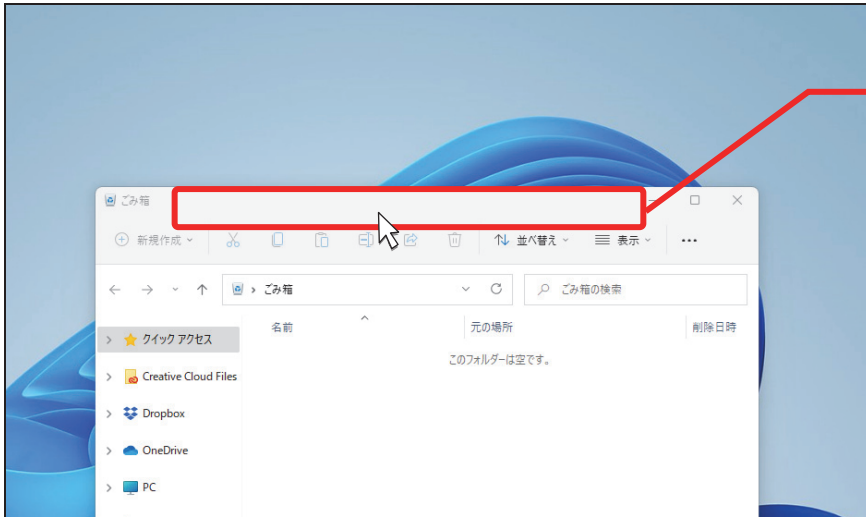 ごみ箱
新規作成
並べ替え
表示
ごみ箱
ごみ箱の検索
名前
元の場所
削除日時
クイック アクセス
このフォルダーは空です。
Creative Cloud Files
Dropbox
OneDrive
PC